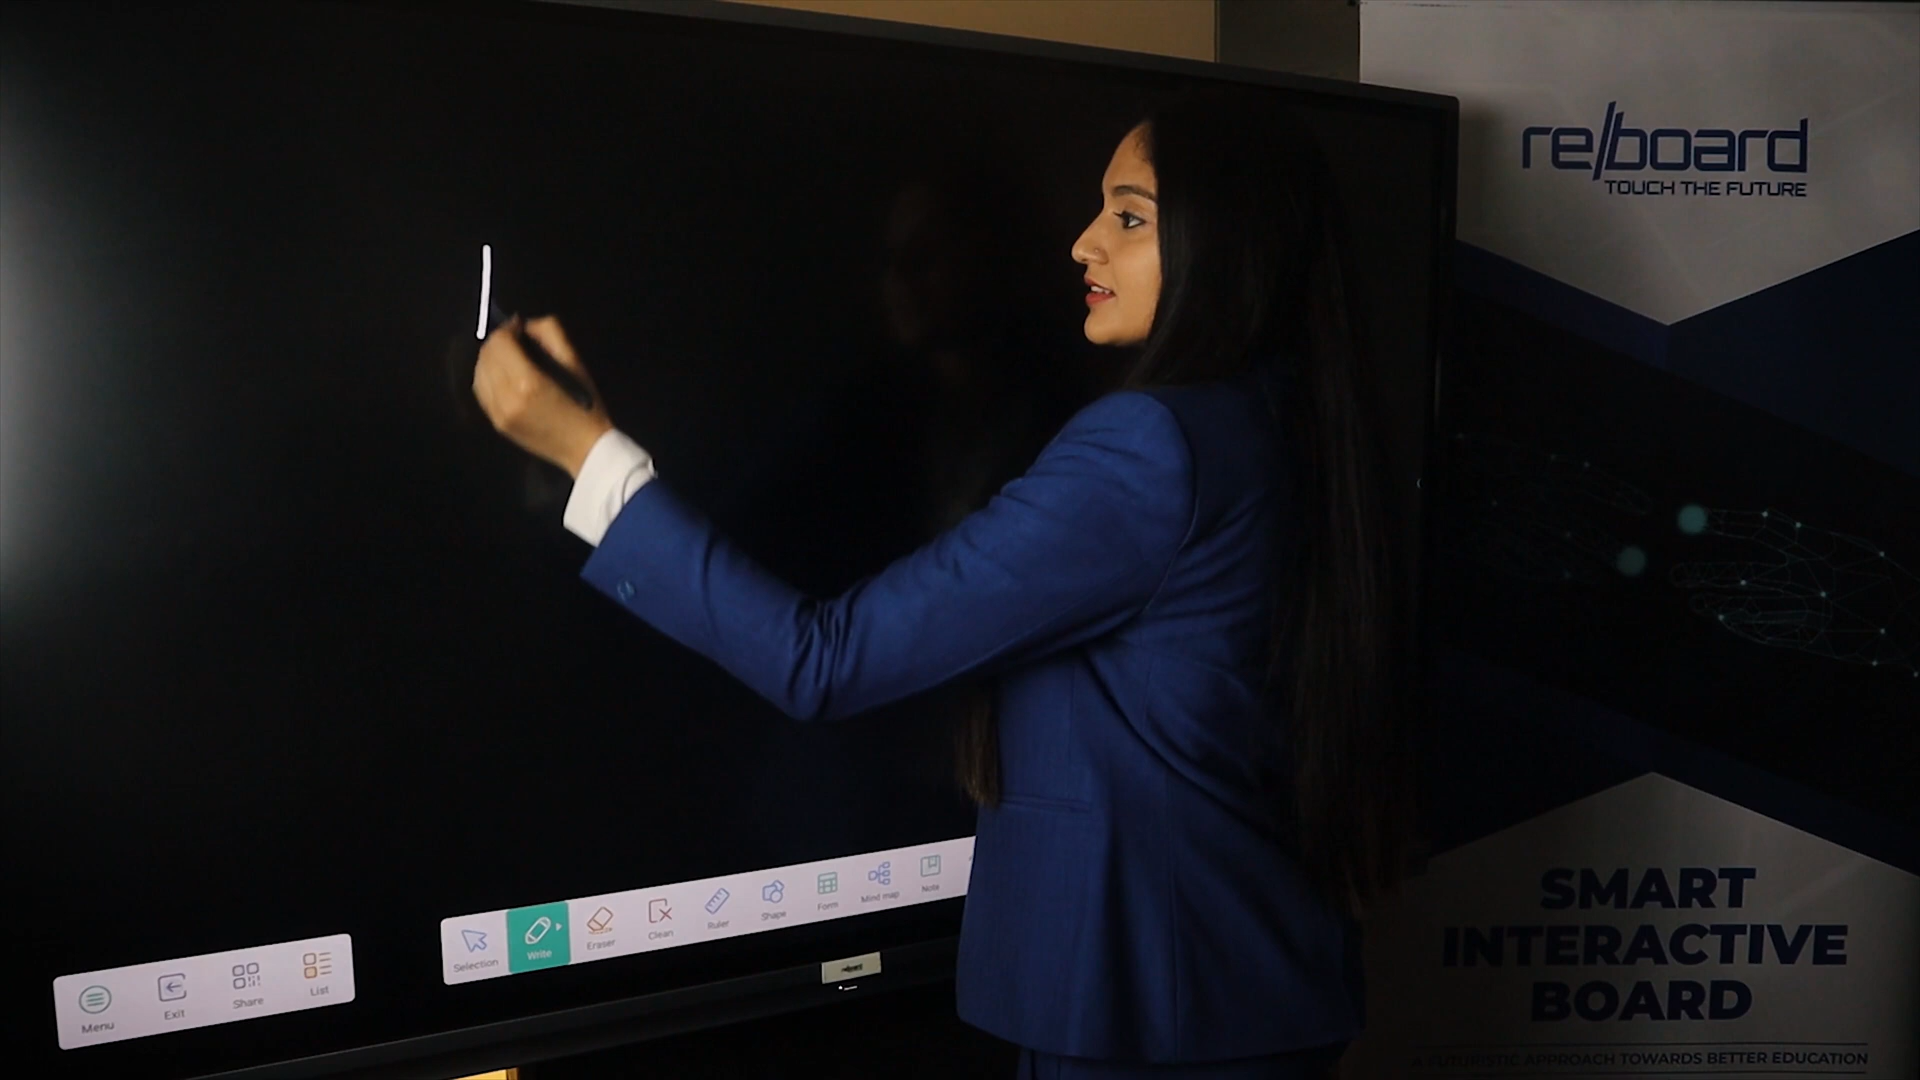 re/board
TOUCH THE FUTURE
SMART
INTERACTIVE
BOARD
A FUTURISTIC APPROACH TOWARDS BETTER EDUCATION
Selection
Write
Eraser
Clean
Ruler
Shape
Form
Mind map
Note
Menu
Exit
Share
List